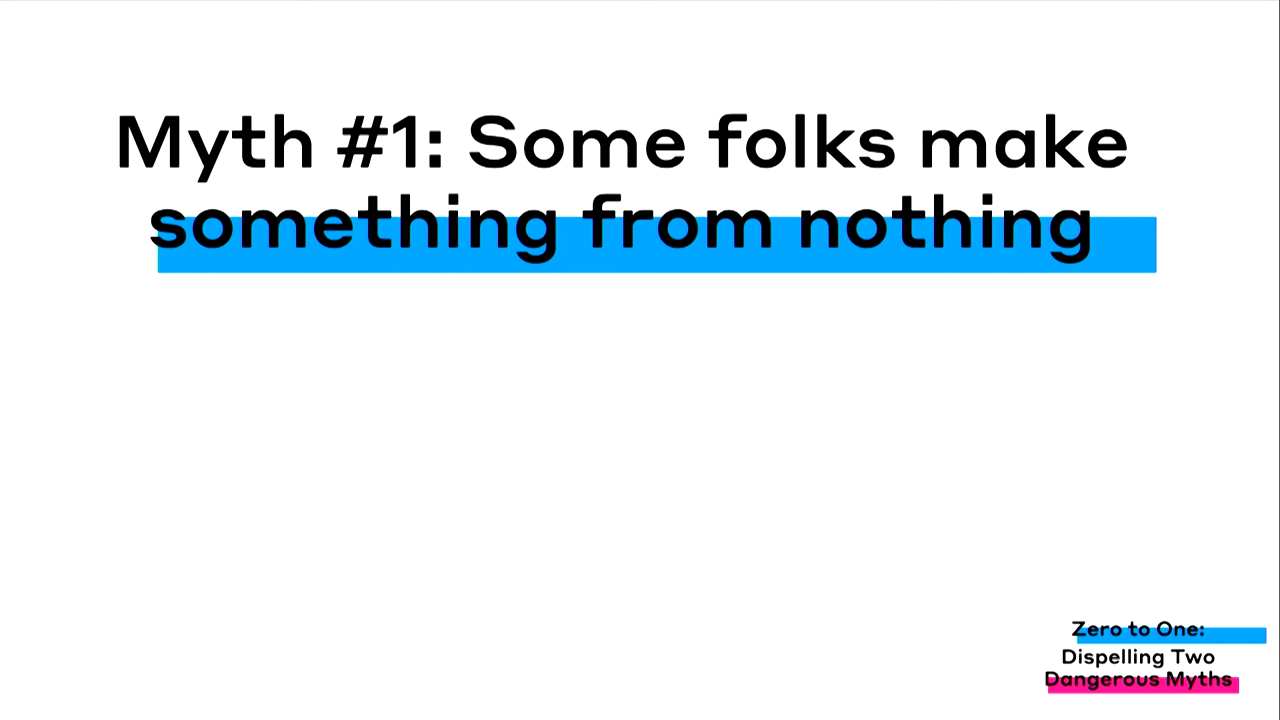 Myth #1: Some folks make
something from nothing
Zero to One:
Dispelling Two
Dangerous Myths